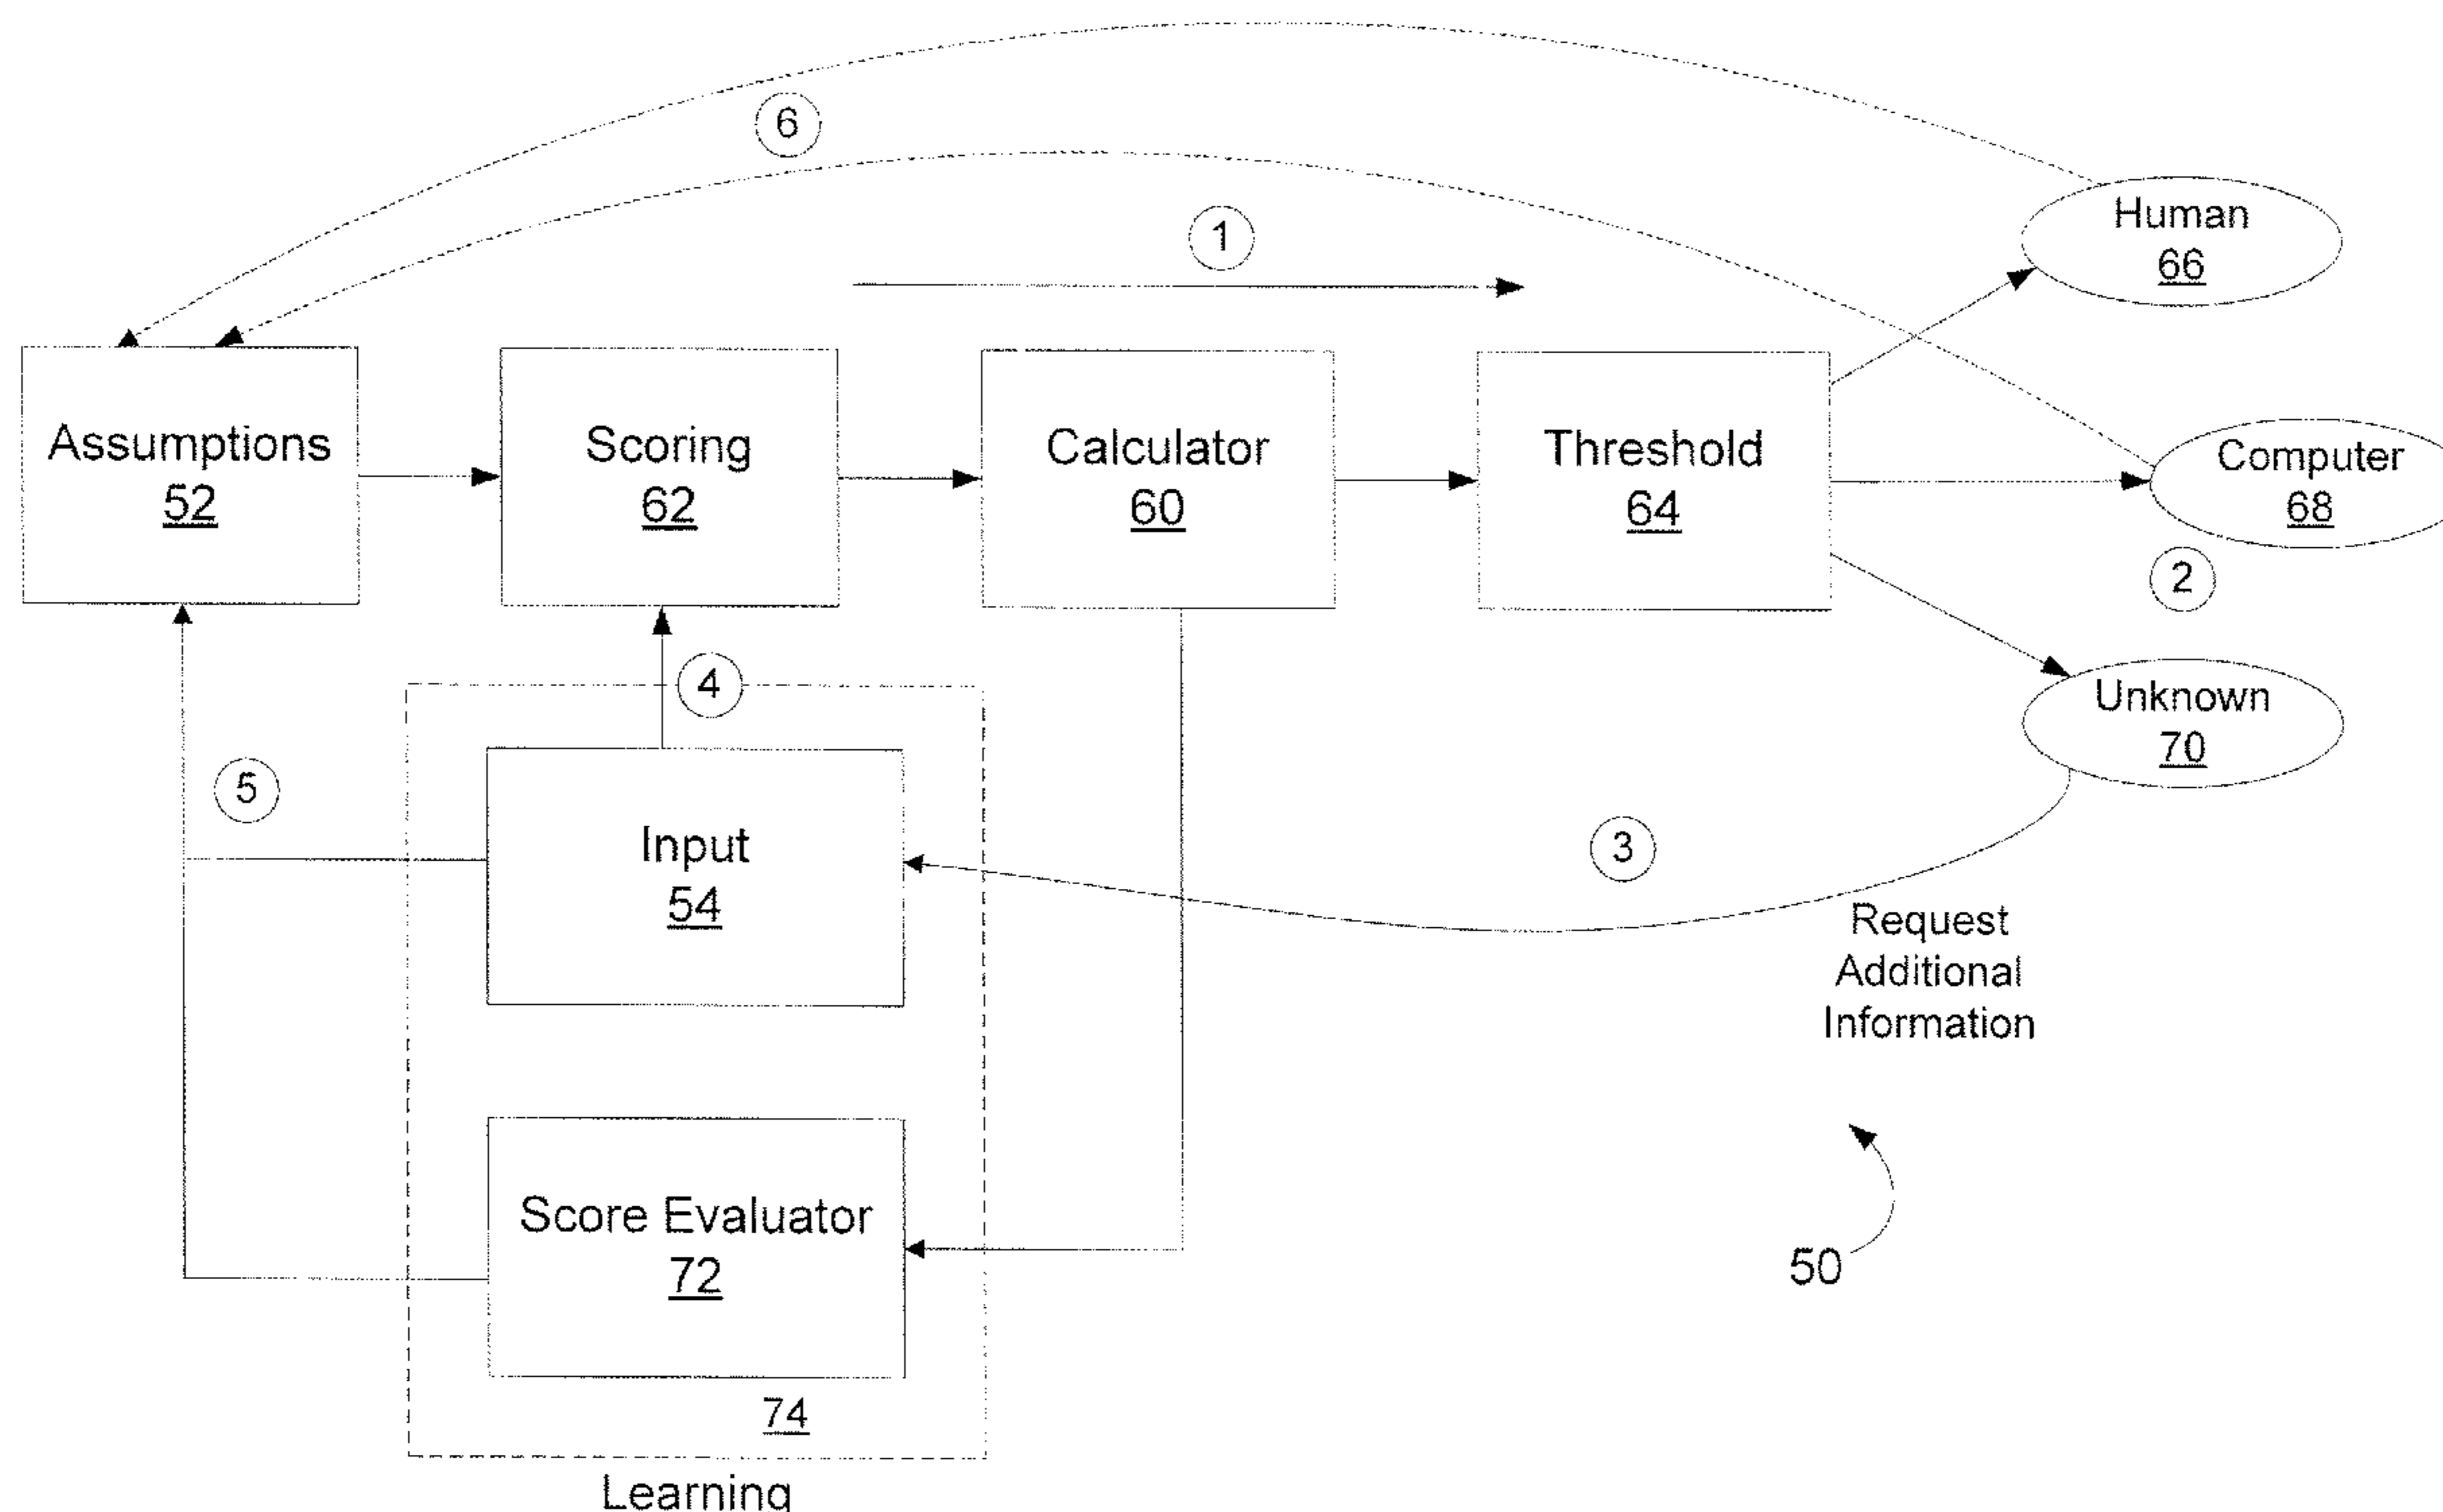 6
1
Human
66
Assumptions
52
Scoring
62
Calculator
60
Threshold
64
Computer
68
2
4
Unknown
70
5
Input
54
3
Request
Additional
Information
Score Evaluator
72
50
74
Learning